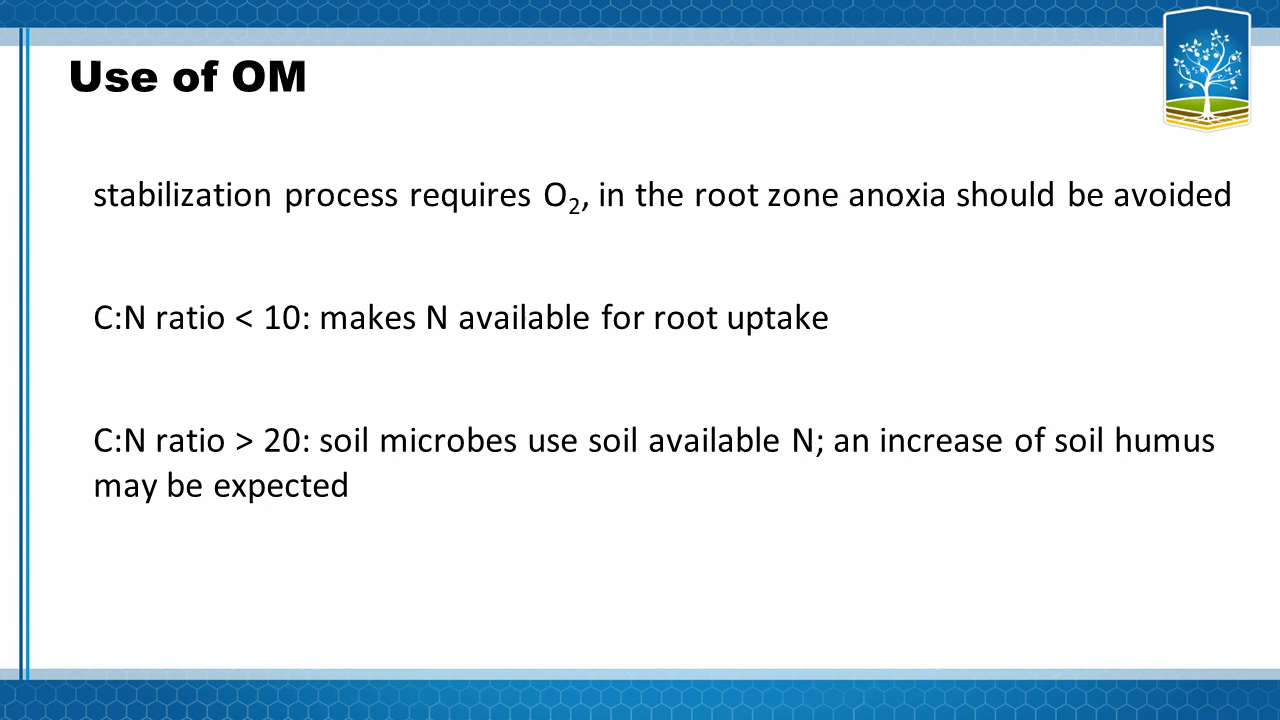 Use of OM
stabilization process requires O₂, in the root zone anoxia should be avoided
C:N ratio < 10: makes N available for root uptake
C:N ratio > 20: soil microbes use soil available N; an increase of soil humus
may be expected